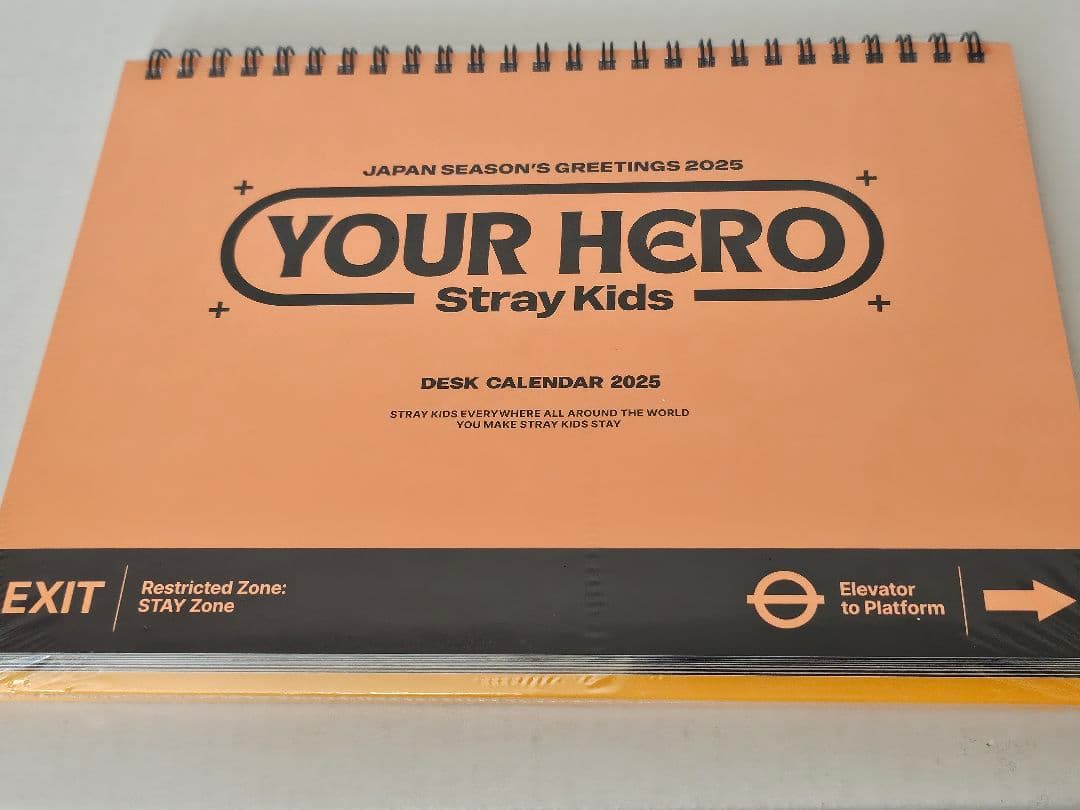 JAPAN SEASON'S GREETINGS 2025
YOUR HERO
Stray Kids
DESK CALENDAR 2025
STRAY KIDS EVERYWHERE ALL AROUND THE WORLD
YOU MAKE STRAY KIDS STAY
EXIT
Restricted Zone:
STAY Zone
Elevator
to Platform